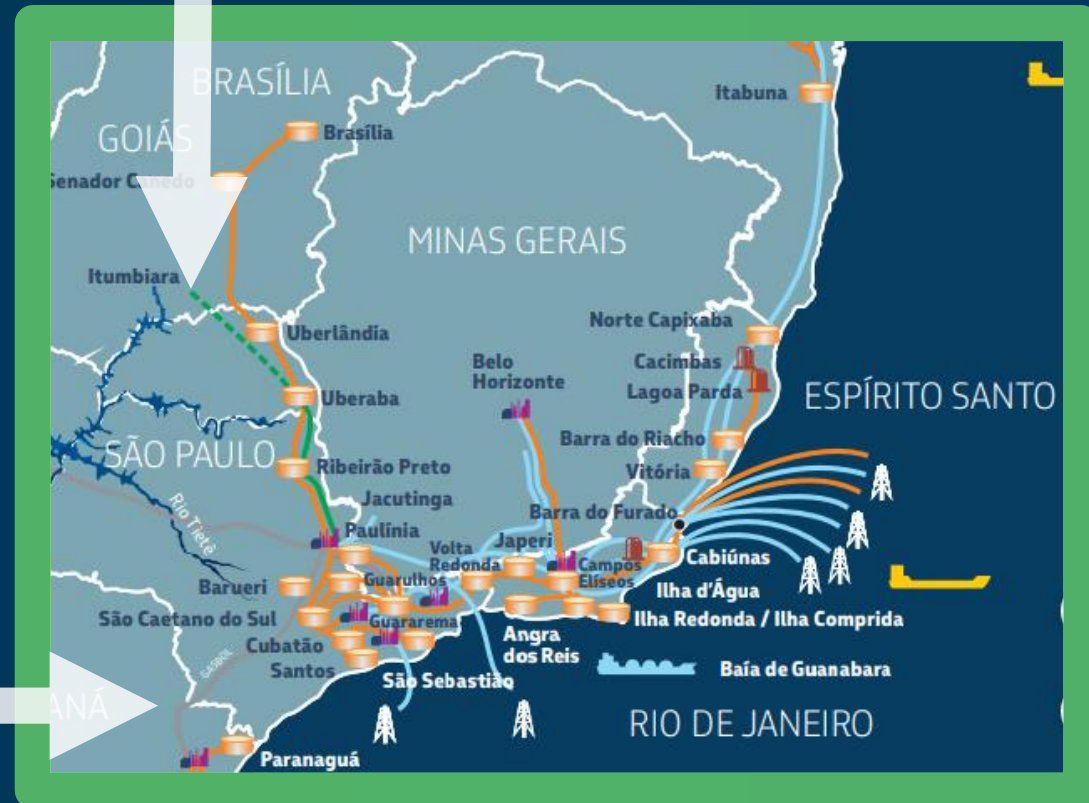 BRASÍLIA
Itabuna
GOIÁS
Brasília
Senador Canedo
MINAS GERAIS
Itumbiara
Norte Capixaba
Uberlândia
Belo
Horizonte
Cacimbas
Lagoa Parda
Uberaba
ESPÍRITO SANTO
Barra do Riacho
SÃO PAULO
Ribeirão Preto
Vitória
Jacutinga
Rio Tietê
Barra do Furado
Paulínia
Volta
Redonda
Japeri
Cabiúnas
Campos
Elíseos
Barueri
Guarulhos
Ilha d'Água
São Caetano do Sul
Guararema
Ilha Redonda / Ilha Comprida
Cubatão
Angra
dos Reis
Santos
GASBOL
São Sebastião
Baía de Guanabara
ANÁ
RIO DE JANEIRO
Paranaguá